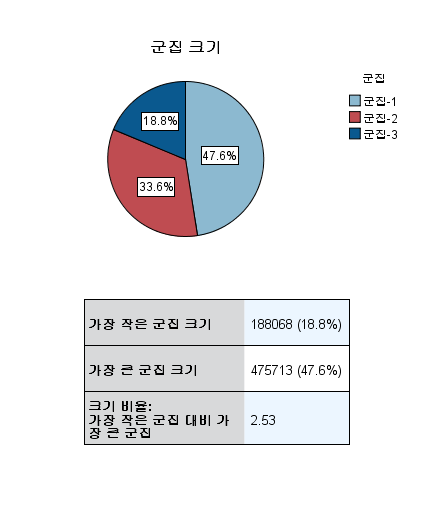 군집 크기
군집
군집-1
군집-2
군집-3
18.8%
47.6%
33.6%
가장 작은 군집 크기 188068 (18.8%)
가장 큰 군집 크기 475713 (47.6%)
크기 비율:
가장 작은 군집 대비 가
장 큰 군집
2.53